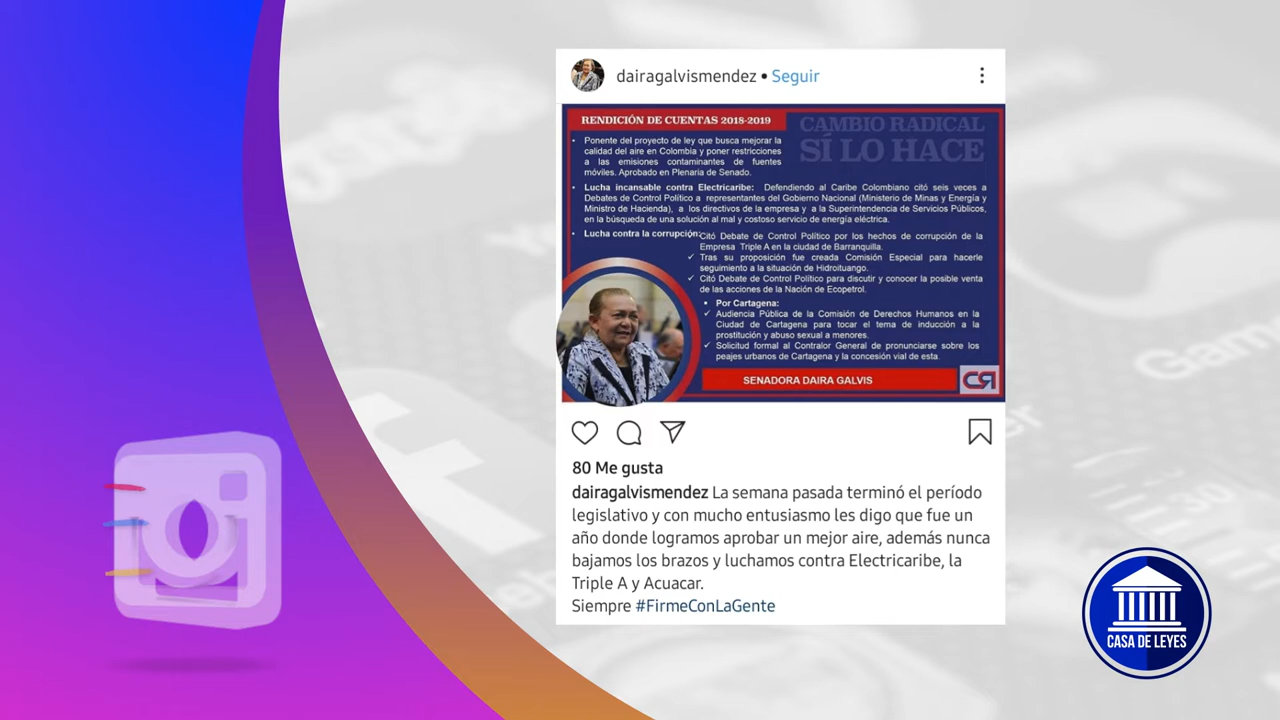 dairagalvismendez • Seguir
RENDICIÓN DE CUENTAS 2018-2019
CAMBIO RADICAL
SÍ LO HACE
• Ponente del proyecto de ley que busca mejorar la
calidad del aire en Colombia y poner restricciones
a las emisiones contaminantes de fuentes
móviles. Aprobado en Plenaria de Senado.
• Lucha incansable contra Electricaribe: Defendiendo al Caribe Colombiano citó seis veces a
Debates de Control Político a representantes del Gobierno Nacional (Ministerio de Minas y Energía y
Ministro de Hacienda), a los directivos de la empresa y a la Superintendencia de Servicios Públicos,
en la búsqueda de una solución al mal y costoso servicio de energía eléctrica.
• Lucha contra la corrupción:
✓ Citó Debate de Control Político por los hechos de corrupción de la
Empresa Triple A en la ciudad de Barranquilla.
✓ Tras su proposición fue creada Comisión Especial para hacerle
seguimiento a la situación de Hidroituango.
✓ Citó Debate de Control Político para discutir y conocer la posible venta
de las acciones de la Nación de Ecopetrol.
• Por Cartagena:
✓ Audiencia Pública de la Comisión de Derechos Humanos en la
Ciudad de Cartagena para tocar el tema de inducción a la
prostitución y abuso sexual a menores.
✓ Solicitud formal al Contralor General de pronunciarse sobre los
peajes urbanos de Cartagena y la concesión vial de esta.
SENADORA DAIRA GALVIS
CR
80 Me gusta
dairagalvismendez La semana pasada terminó el período
legislativo y con mucho entusiasmo les digo que fue un
año donde logramos aprobar un mejor aire, además nunca
bajamos los brazos y luchamos contra Electricaribe, la
Triple A y Acuacar.
Siempre #FirmeConLaGente
CASA DE LEYES